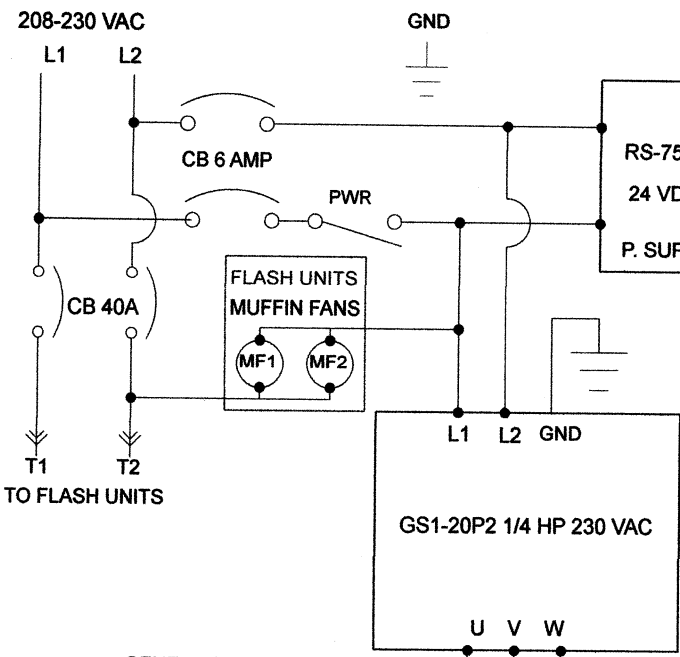 208-230 VAC
GND
L1 L2
CB 6 AMP
RS-75
24 VD
PWR
P. SUP
FLASH UNITS
MUFFIN FANS
CB 40A
MF1 MF2
L1 L2 GND
T1 T2
TO FLASH UNITS
GS1-20P2 1/4 HP 230 VAC
U V W